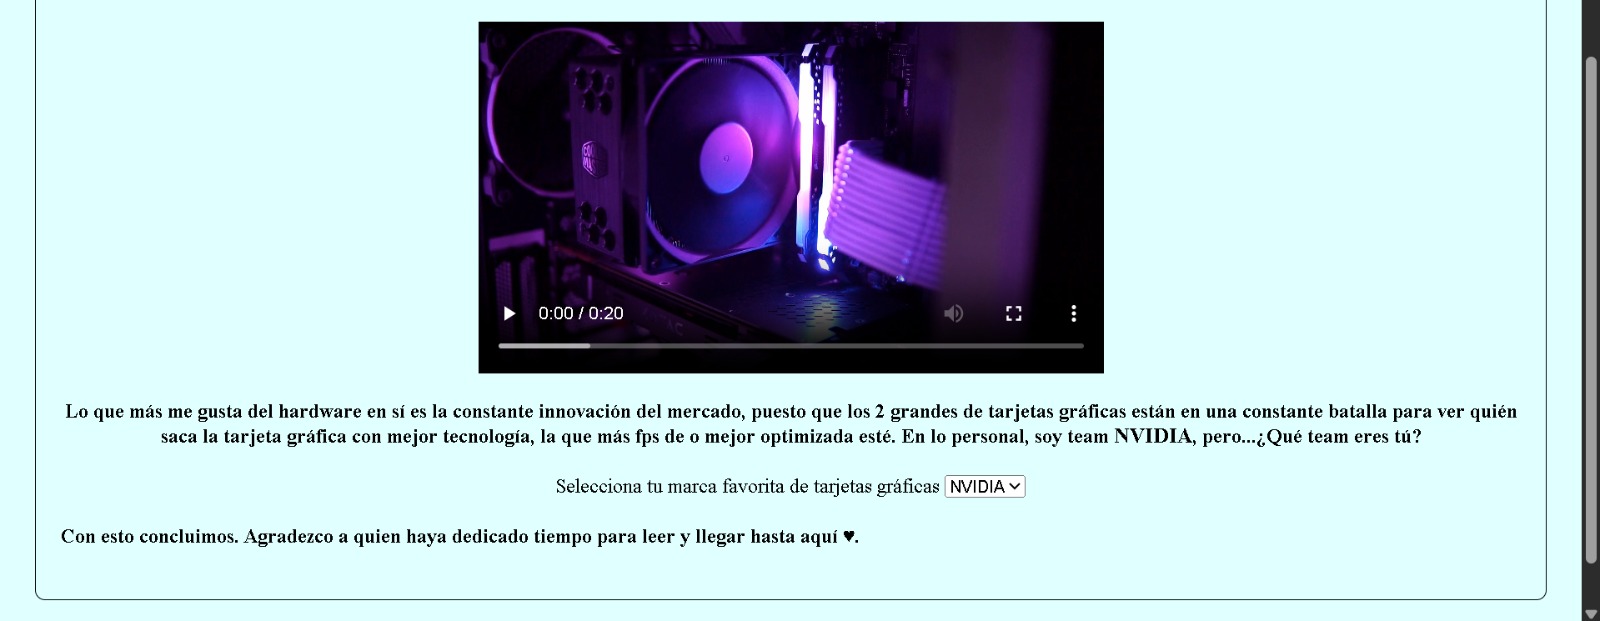 0:00 / 0:20
Lo que más me gusta del hardware en sí es la constante innovación del mercado, puesto que los 2 grandes de tarjetas gráficas están en una constante batalla para ver quién
saca la tarjeta gráfica con mejor tecnología, la que más fps de o mejor optimizada esté. En lo personal, soy team NVIDIA, pero...¿Qué team eres tú?
Selecciona tu marca favorita de tarjetas gráficas NVIDIA
Con esto concluimos. Agradezco a quien haya dedicado tiempo para leer y llegar hasta aquí ♥.